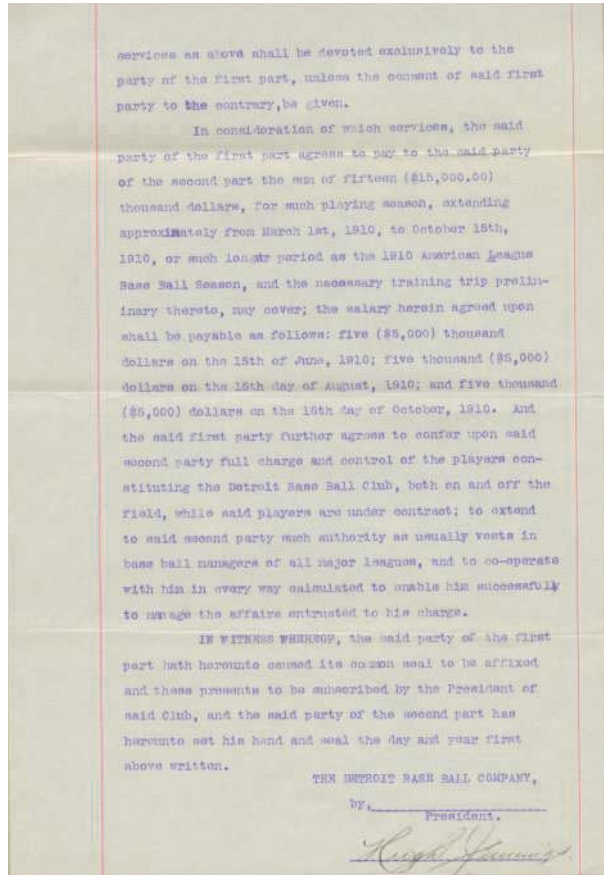 services as above shall be devoted exclusively to the
party of the first part, unless the consent of said first
party to the contrary,be given.
In consideration of which services, the said
party of the first part agrees to pay to the said party
of the second part the sum of fifteen ($15,000.00)
thousand dollars, for such playing season, extending
approximately from March 1st, 1910, to October 15th,
1910, or such longer period as the 1910 American League
Base Ball Season, and the necessary training trip prelim-
inary thereto, may cover; the salary herein agreed upon
shall be payable as follows: five ($5,000) thousand
dollars on the 15th of June, 1910; five thousand ($5,000)
dollars on the 15th day of August, 1910; and five thousand
($5,000) dollars on the 15th day of October, 1910. And
the said first party further agrees to confer upon said
second party full charge and control of the players con-
stituting the Detroit Base Ball Club, both on and off the
field, while said players are under contract; to extend
to said second party such authority as usually vests in
base ball managers of all major leagues, and to co-operate
with him in every way calculated to enable him successfully
to manage the affairs entrusted to his charge.
IN WITNESS WHEREOF, the said party of the first
part hath hereunto caused its common seal to be affixed
and these presents to be subscribed by the President of
said Club, and the said party of the second part has
hereunto set his hand and seal the day and year first
above written.
THE DETROIT BASE BALL COMPANY,
by,
President.
Hugh Jennings